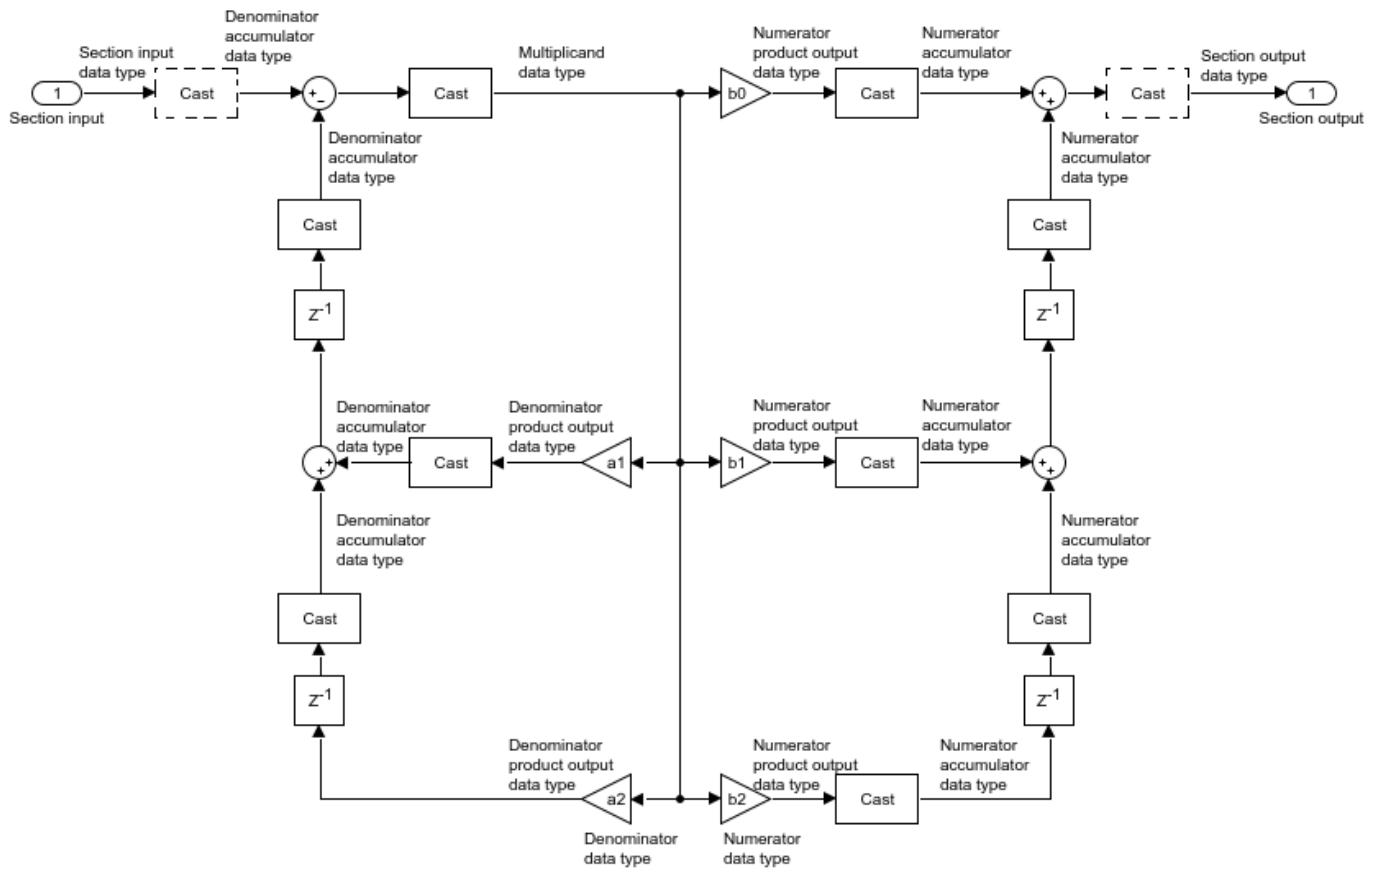 Denominator
accumulator
data type
Section input
data type
Multiplicand
data type
Numerator
product output
data type
Numerator
accumulator
data type
Section output
data type
1
Section input
Cast
+
-
Cast
b0
Cast
+
+
Cast
1
Section output
Denominator
accumulator
data type
Numerator
accumulator
data type
Cast
Cast
z-1
z-1
Denominator
accumulator
data type
Denominator
product output
data type
Numerator
product output
data type
Numerator
accumulator
data type
+
+
Cast
a1
b1
Cast
+
+
Denominator
accumulator
data type
Numerator
accumulator
data type
Cast
Cast
z-1
z-1
Denominator
product output
data type
Numerator
product output
data type
Numerator
accumulator
data type
a2
b2
Cast
Denominator
data type
Numerator
data type